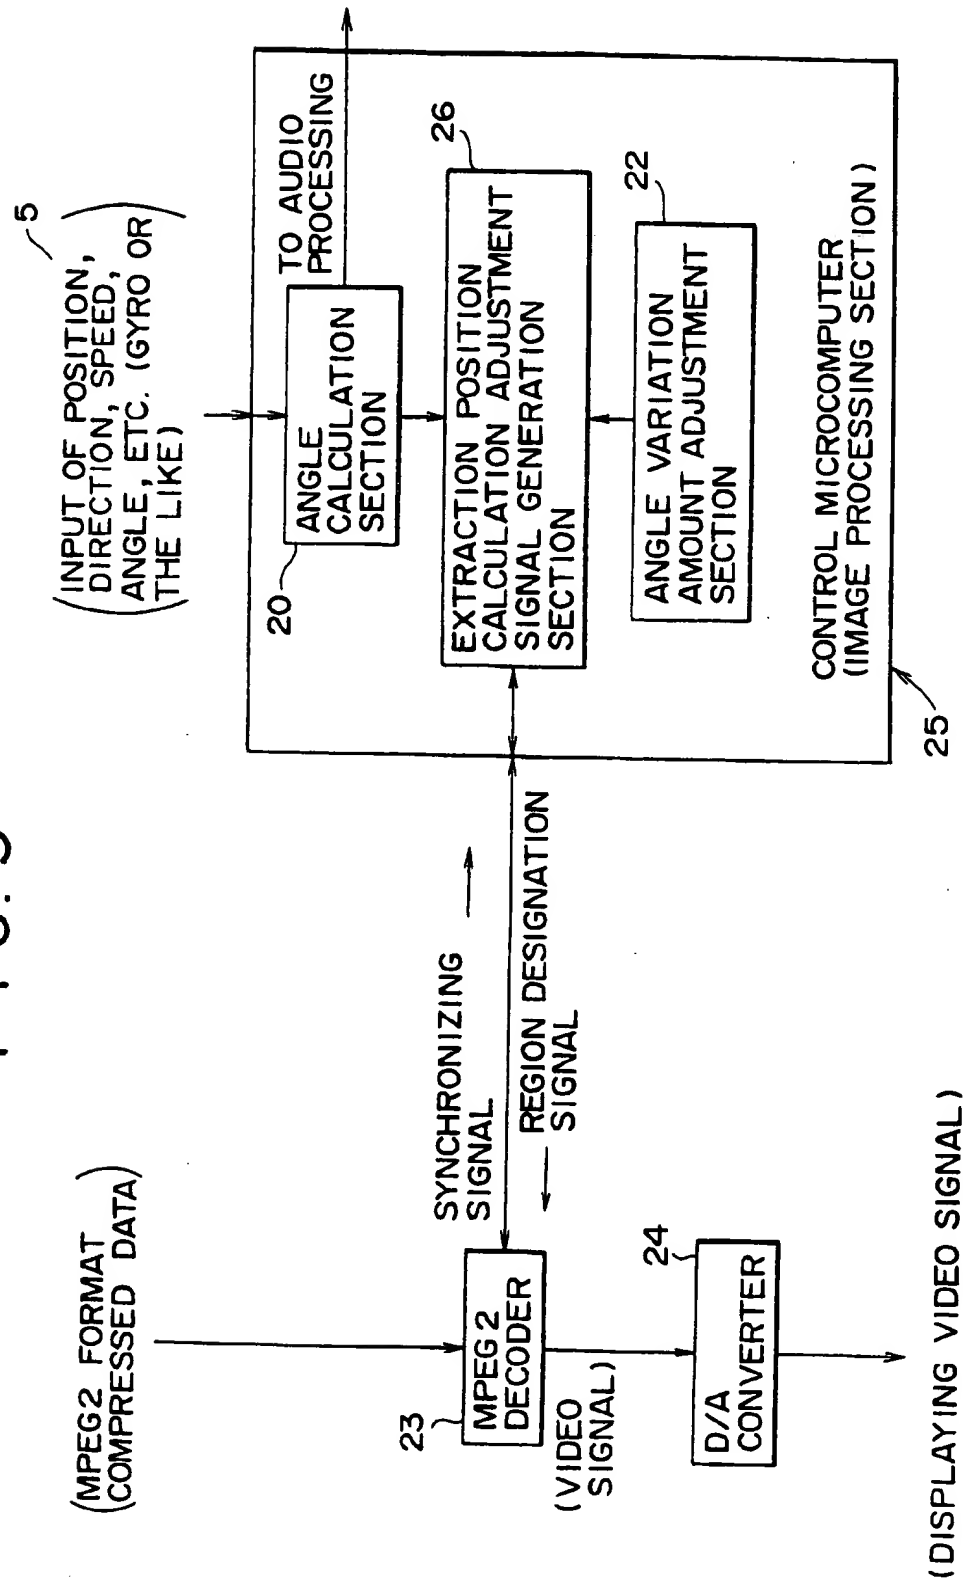 FIG.
(MPEG2 FORMAT
COMPRESSED DATA)
23
MPEG2
DECODER
(VIDEO
SIGNAL)
24
D/A
CONVERTER
(DISPLAYING VIDEO SIGNAL)
SYNCHRONIZING
SIGNAL
REGION DESIGNATION
SIGNAL
5
(INPUT OF POSITION,
DIRECTION, SPEED,
ANGLE, ETC. (GYRO OR
THE LIKE))
TO AUDIO
PROCESSING
20
ANGLE
CALCULATION
SECTION
26
EXTRACTION POSITION
CALCULATION ADJUSTMENT
SIGNAL GENERATION
SECTION
22
ANGLE VARIATION
AMOUNT ADJUSTMENT
SECTION
CONTROL MICROCOMPUTER
(IMAGE PROCESSING SECTION)
25